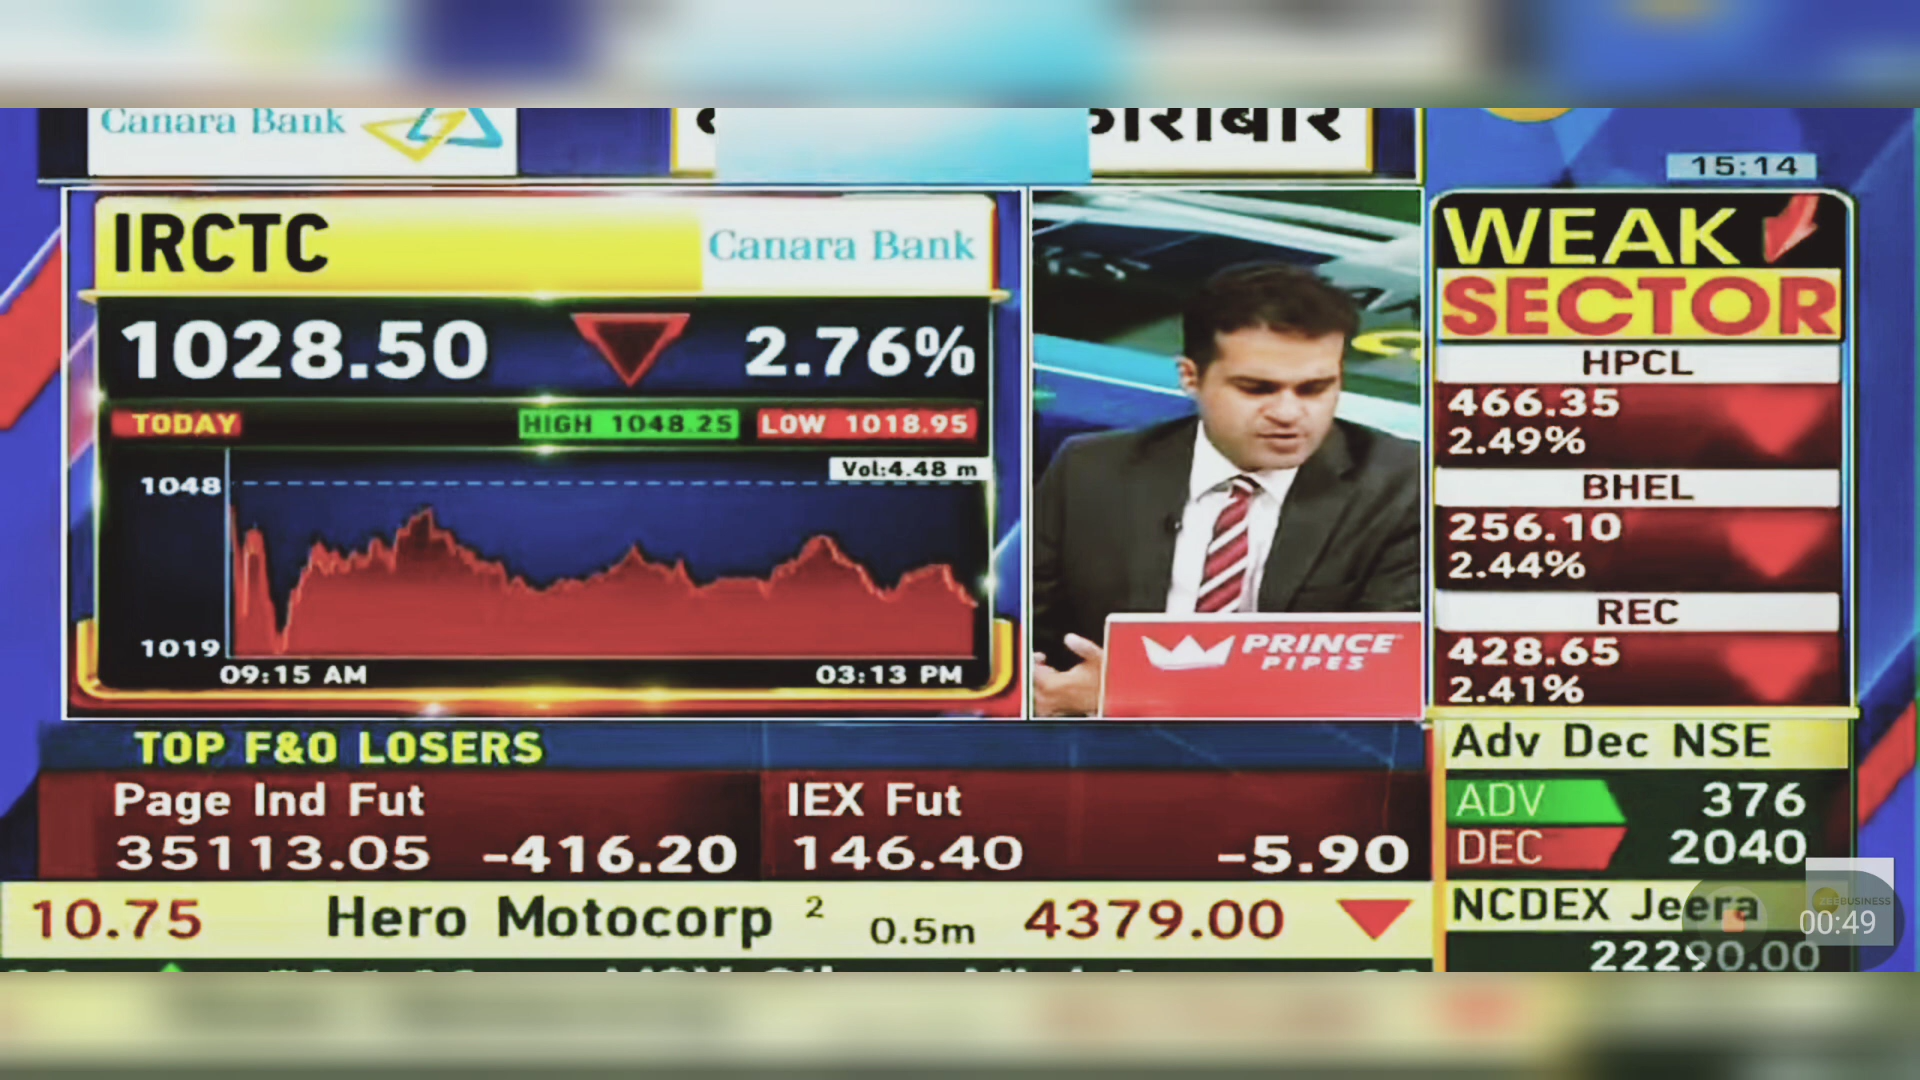 Canara Bank
15:14
IRCTC
Canara Bank
1028.50 2.76%
TODAY HIGH 1048.25 LOW 1018.95
Vol:4.48 m
1048
1019
09:15 AM 03:13 PM
PRINCE
PIPES
WEAK
SECTOR
HPCL
466.35
2.49%
BHEL
256.10
2.44%
REC
428.65
2.41%
TOP F&O LOSERS
Page Ind Fut
35113.05 -416.20
IEX Fut
146.40 -5.90
Adv Dec NSE
ADV 376
DEC 2040
10.75 Hero Motocorp 2 0.5m 4379.00
NCDEX Jeera
22290.00
ZEEBUSINESS
00:49